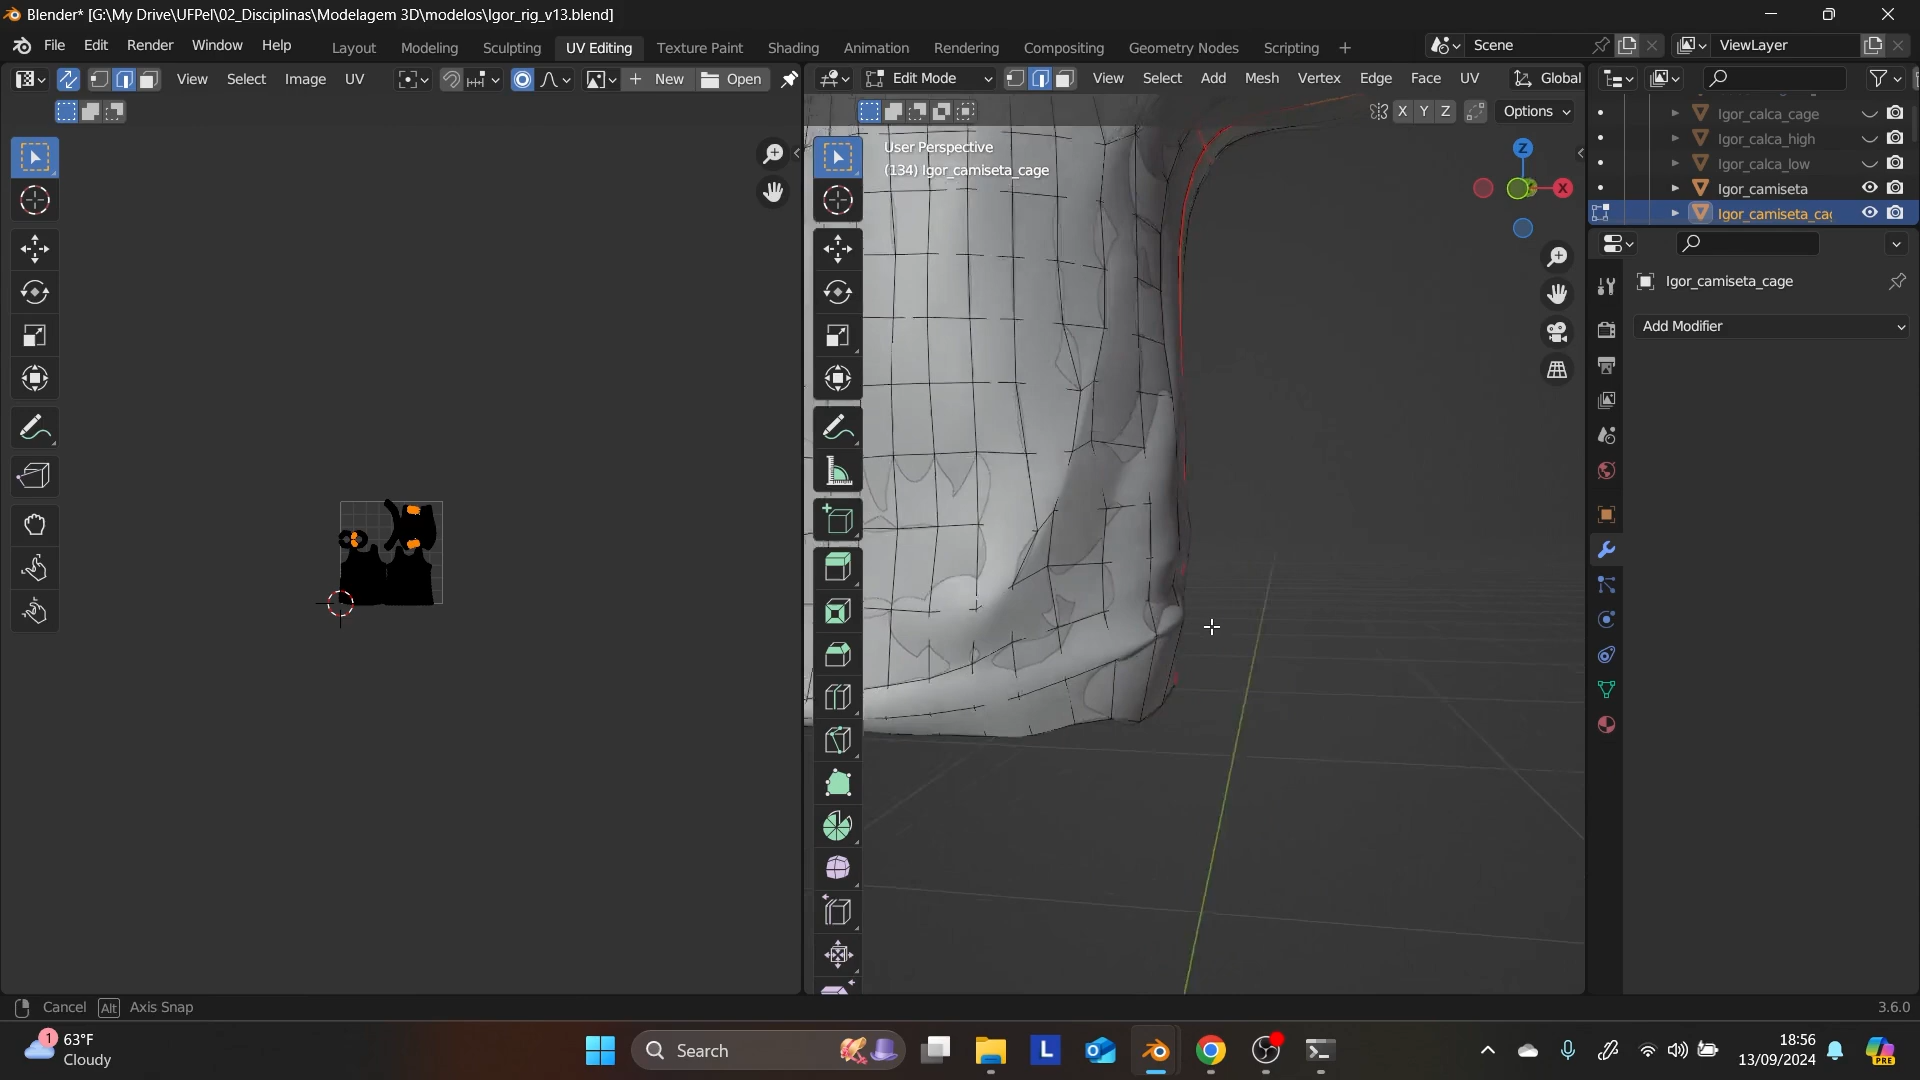 Blender* [G:\My Drive\UFPel\02_Disciplinas\Modelagem 3D\modelos\Igor_rig_v13.blend]
File Edit Render Window Help
Layout Modeling Sculpting UV Editing Texture Paint Shading Animation Rendering Compositing Geometry Nodes Scripting +
Scene
ViewLayer
View Select Image UV
New
Open
Edit Mode
View Select Add Mesh Vertex Edge Face UV
Global
X Y Z
Options
User Perspective
(134) Igor_camiseta_cage
Z
X
Igor_calca_cage
Igor_calca_high
Igor_calca_low
Igor_camiseta
Igor_camiseta_ca
Igor_camiseta_cage
Add Modifier
Cancel Alt Axis Snap
3.6.0
1
63°F
Cloudy
Search
L
18:56
13/09/2024
PRE